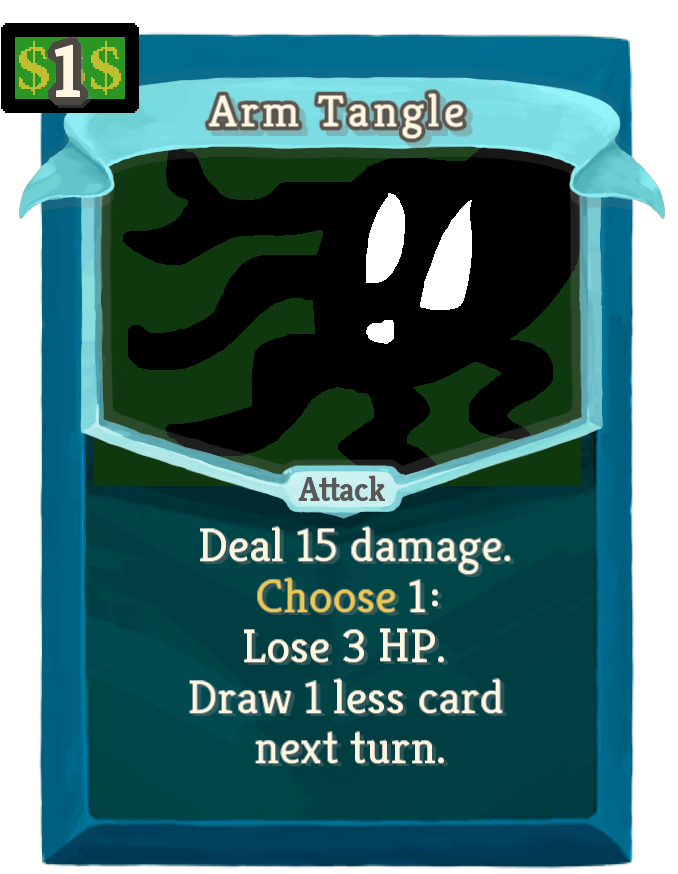 $1$
Arm Tangle
Attack
Deal 15 damage.
Choose 1:
Lose 3 HP.
Draw 1 less card
next turn.